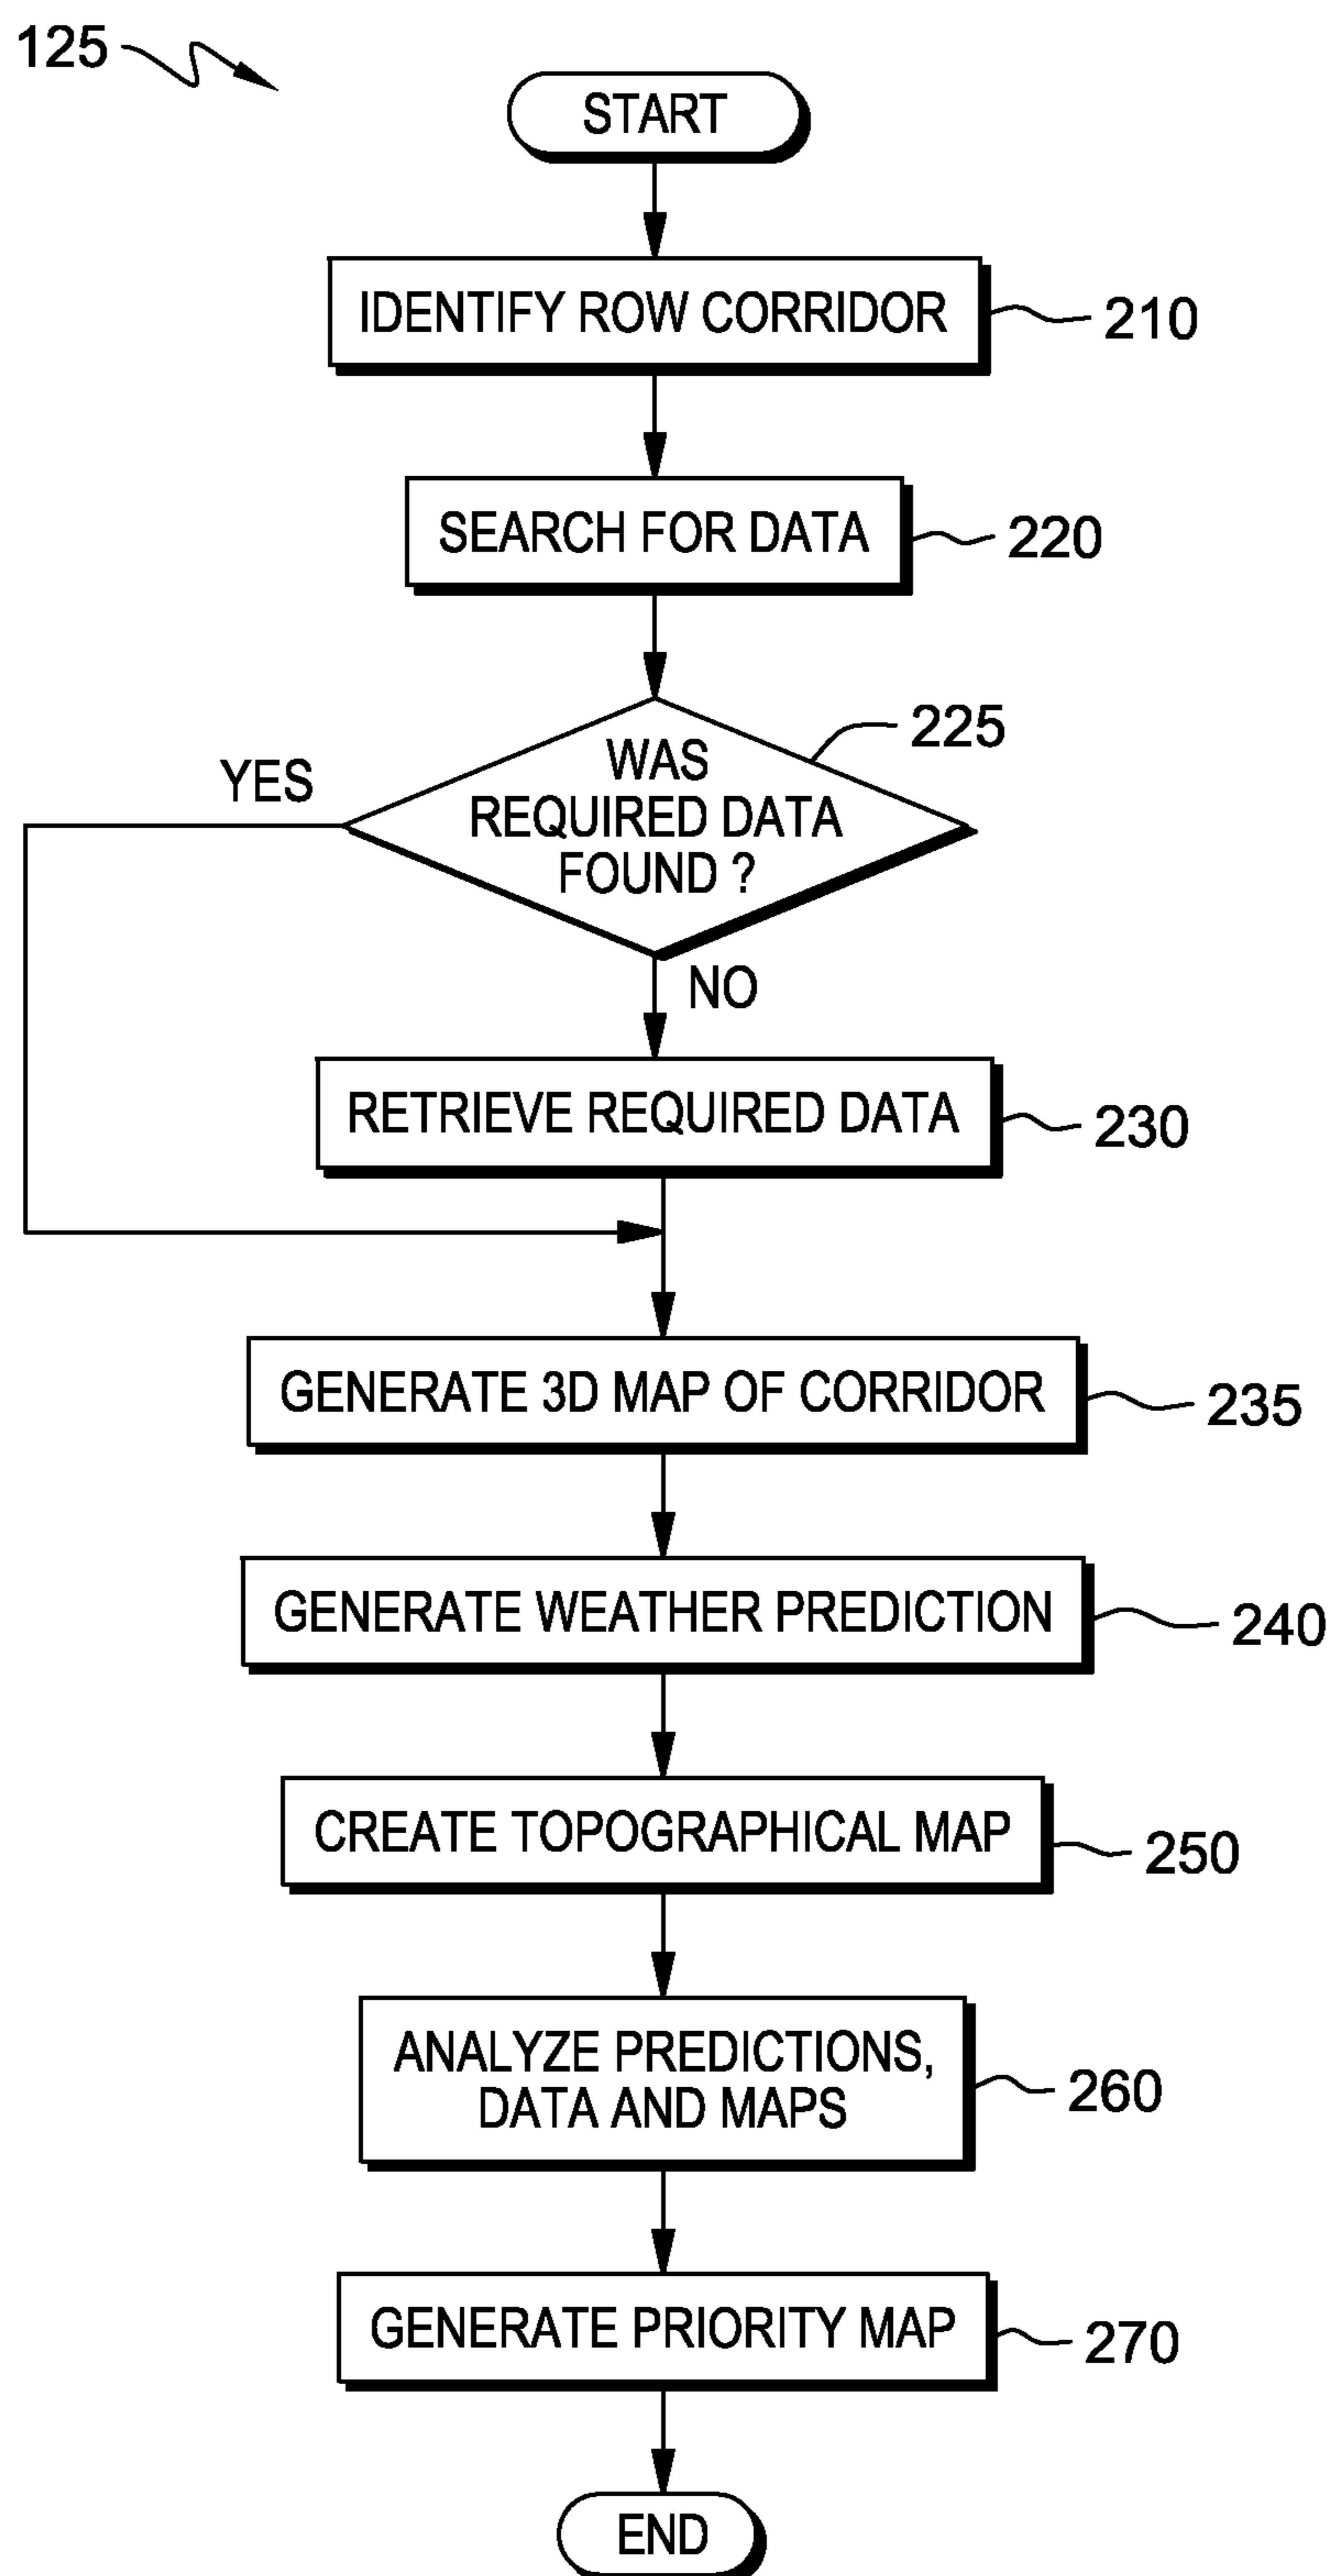 125
START
IDENTIFY ROW CORRIDOR
210
SEARCH FOR DATA
220
225
WAS
REQUIRED DATA
FOUND ?
YES
NO
RETRIEVE REQUIRED DATA
230
GENERATE 3D MAP OF CORRIDOR
235
GENERATE WEATHER PREDICTION
240
CREATE TOPOGRAPHICAL MAP
250
ANALYZE PREDICTIONS,
DATA AND MAPS
260
GENERATE PRIORITY MAP
270
END